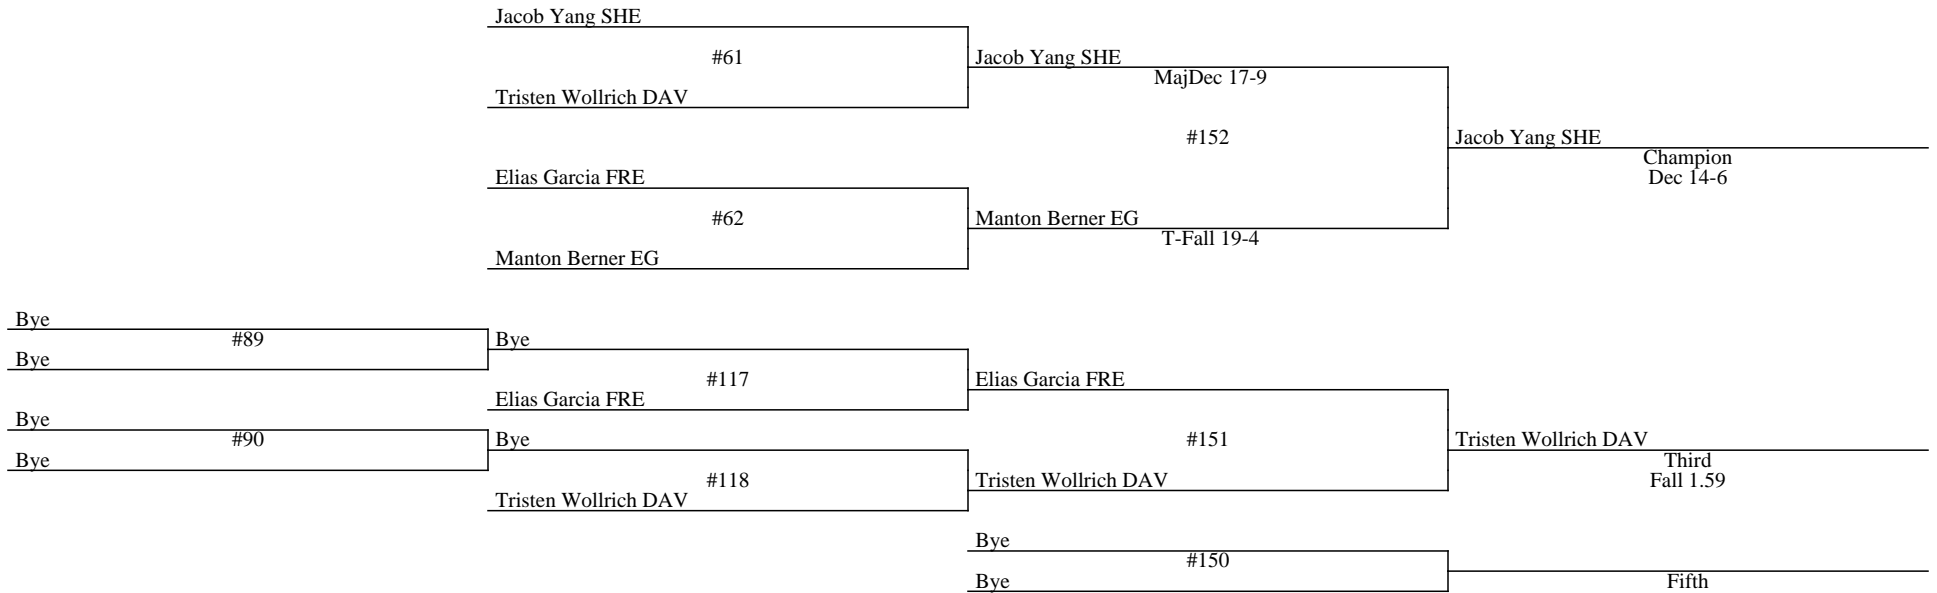 Jacob Yang SHE
#61
Jacob Yang SHE
MajDec 17-9
Tristen Wollrich DAV
#152
Jacob Yang SHE
Champion
Dec 14-6
Elias Garcia FRE
#62
Manton Berner EG
T-Fall 19-4
Manton Berner EG
Bye
#89
Bye
Bye
#117
Elias Garcia FRE
Elias Garcia FRE
Bye
#90
Bye
Bye
#151
Tristen Wollrich DAV
Third
Fall 1.59
#118
Tristen Wollrich DAV
Tristen Wollrich DAV
Bye
#150
Bye
Fifth